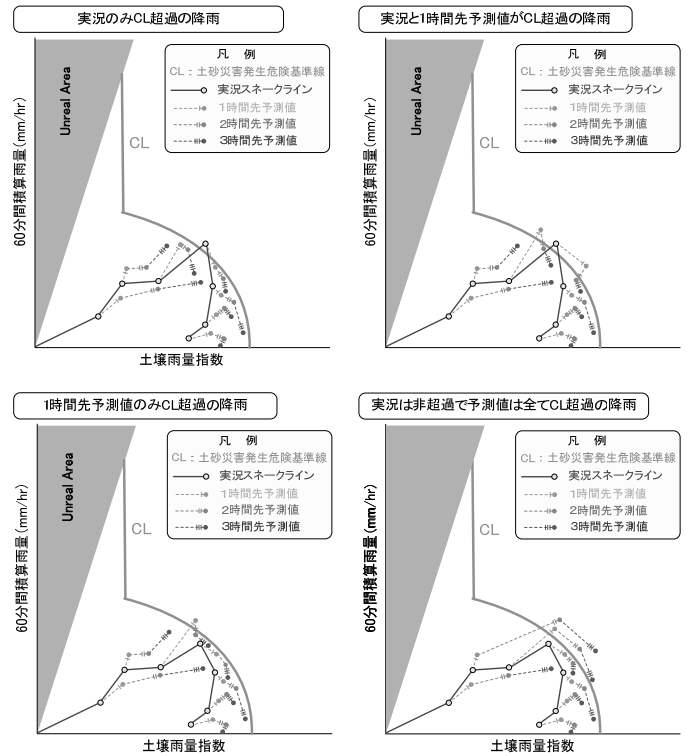 実況のみCL超過の降雨
凡 例
CL：土砂災害発生危険基準線
実況スネークライン
1時間先予測値
2時間先予測値
3時間先予測値
Unreal Area
CL
60分間積算雨量(mm/hr)
土壌雨量指数
実況と1時間先予測値がCL超過の降雨
凡 例
CL：土砂災害発生危険基準線
実況スネークライン
1時間先予測値
2時間先予測値
3時間先予測値
Unreal Area
CL
60分間積算雨量(mm/hr)
1時間先予測値のみCL超過の降雨
凡 例
CL：土砂災害発生危険基準線
実況スネークライン
1時間先予測値
2時間先予測値
3時間先予測値
Unreal Area
CL
60分間積算雨量(mm/hr)
土壌雨量指数
実況は非超過で予測値は全てCL超過の降雨
凡 例
CL：土砂災害発生危険基準線
実況スネークライン
1時間先予測値
2時間先予測値
3時間先予測値
CL
60分間積算雨量(mm/hr)
土壌雨量指数